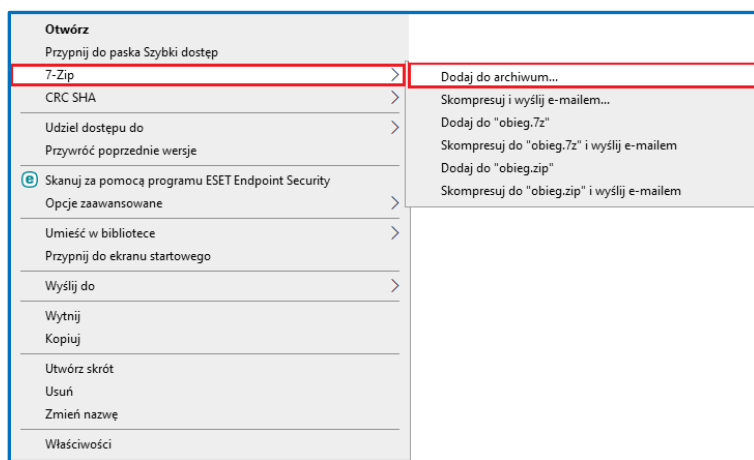 Otwórz
Przypnij do paska Szybki dostęp
7-Zip
CRC SHA
Udziel dostępu do
Przywróć poprzednie wersje
Skanuj za pomocą programu ESET Endpoint Security
Opcje zaawansowane
Umieść w bibliotece
Przypnij do ekranu startowego
Wyślij do
Wytnij
Kopiuj
Utwórz skrót
Usuń
Zmień nazwę
Właściwości
Dodaj do archiwum...
Skompresuj i wyślij e-mailem...
Dodaj do "obieg.7z"
Skompresuj do "obieg.7z" i wyślij e-mailem
Dodaj do "obieg.zip"
Skompresuj do "obieg.zip" i wyślij e-mailem